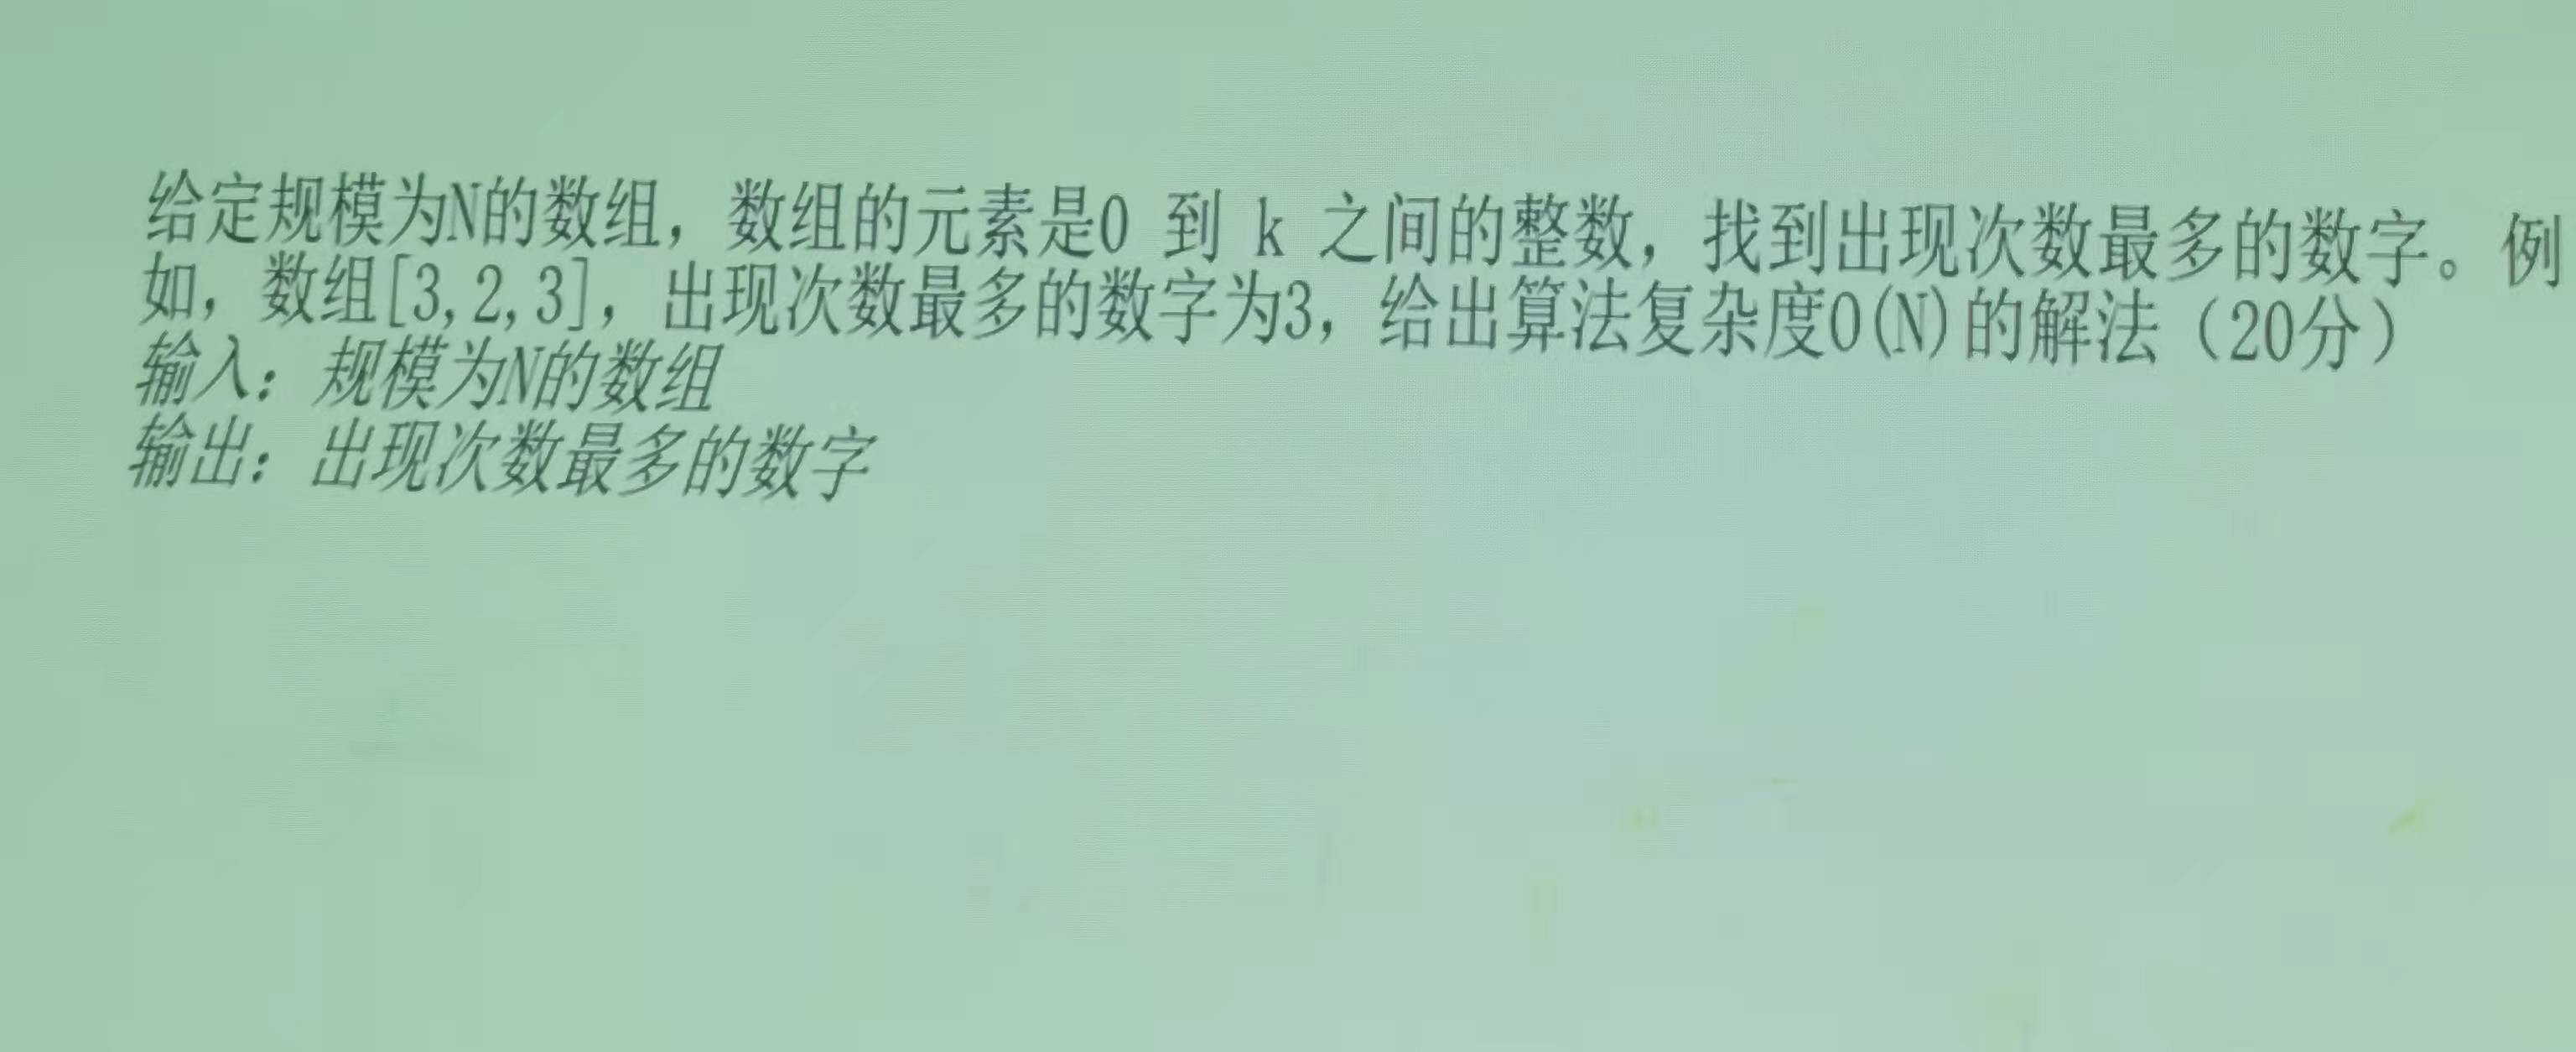 给定规模为N的数组，数组的元素是0 到 k 之间的整数，找到出现次数最多的数字。例
如，数组[3,2,3]，出现次数最多的数字为3，给出算法复杂度O(N)的解法（20分）
输入：规模为N的数组
输出：出现次数最多的数字